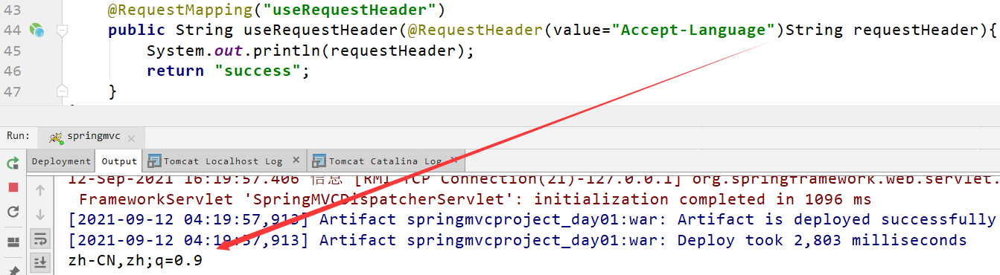 43 @RequestMapping("useRequestHeader")
44 public String useRequestHeader(@RequestHeader(value="Accept-Language")String requestHeader){
45 System.out.println(requestHeader);
46 return "success";
47 }
Run: springmvc
Deployment Output Tomcat Localhost Log Tomcat Catalina Log
12-Sep-2021 16:19:57.406 信息 [RMI TCP Connection(21)-127.0.0.1] org.springframework.web.servlet.
FrameworkServlet 'SpringMVCDispatcherServlet': initialization completed in 1096 ms
[2021-09-12 04:19:57,913] Artifact springmvcproject_day01:war: Artifact is deployed successfully
[2021-09-12 04:19:57,913] Artifact springmvcproject_day01:war: Deploy took 2,803 milliseconds
zh-CN,zh;q=0.9